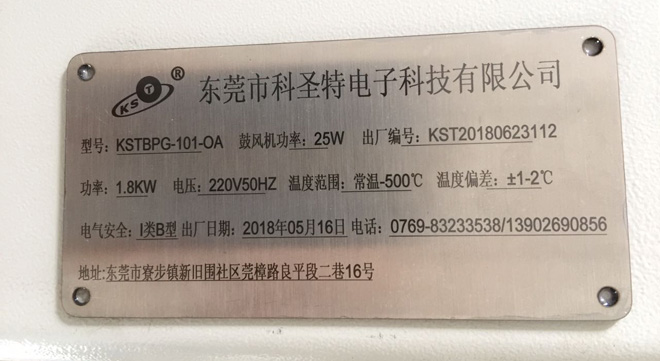 KST ® 东莞市科圣特电子科技有限公司
型号: KSTBPG-101-OA 鼓风机功率: 25W 出厂编号: KST20180623112
功率: 1.8KW 电压: 220V50HZ 温度范围: 常温-500℃ 温度偏差: ±1-2℃
电气安全: I类B型 出厂日期: 2018年05月16日 电话: 0769-83233538/13902690856
地址:东莞市寮步镇新旧围社区莞樟路良平段二巷16号